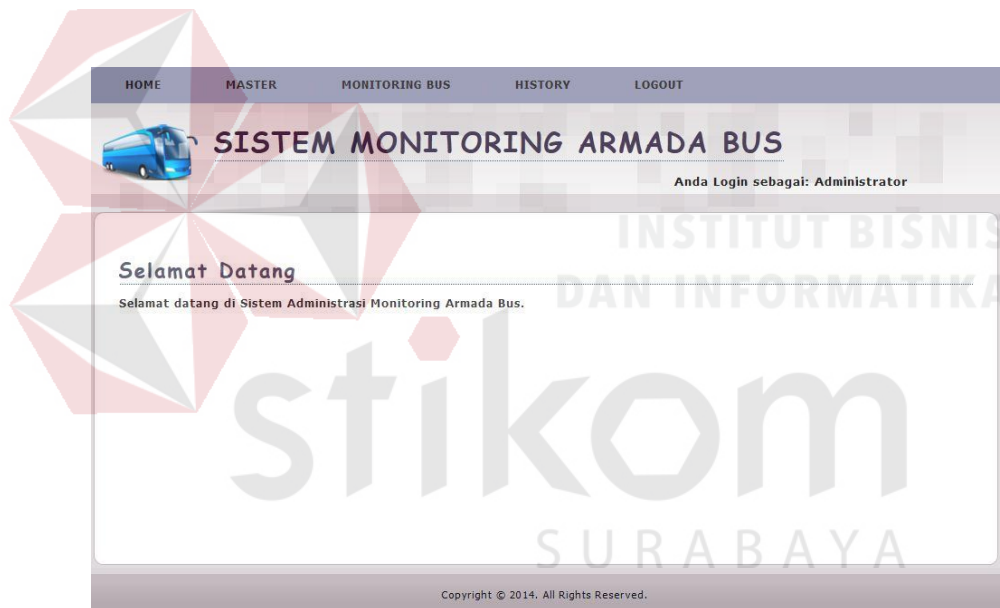 HOME MASTER MONITORING BUS HISTORY LOGOUT
SISTEM MONITORING ARMADA BUS
Anda Login sebagai: Administrator
INSTITUT BISNIS
DAN INFORMATIKA
Selamat Datang
Selamat datang di Sistem Administrasi Monitoring Armada Bus.
stikom
SURABAYA
Copyright © 2014. All Rights Reserved.